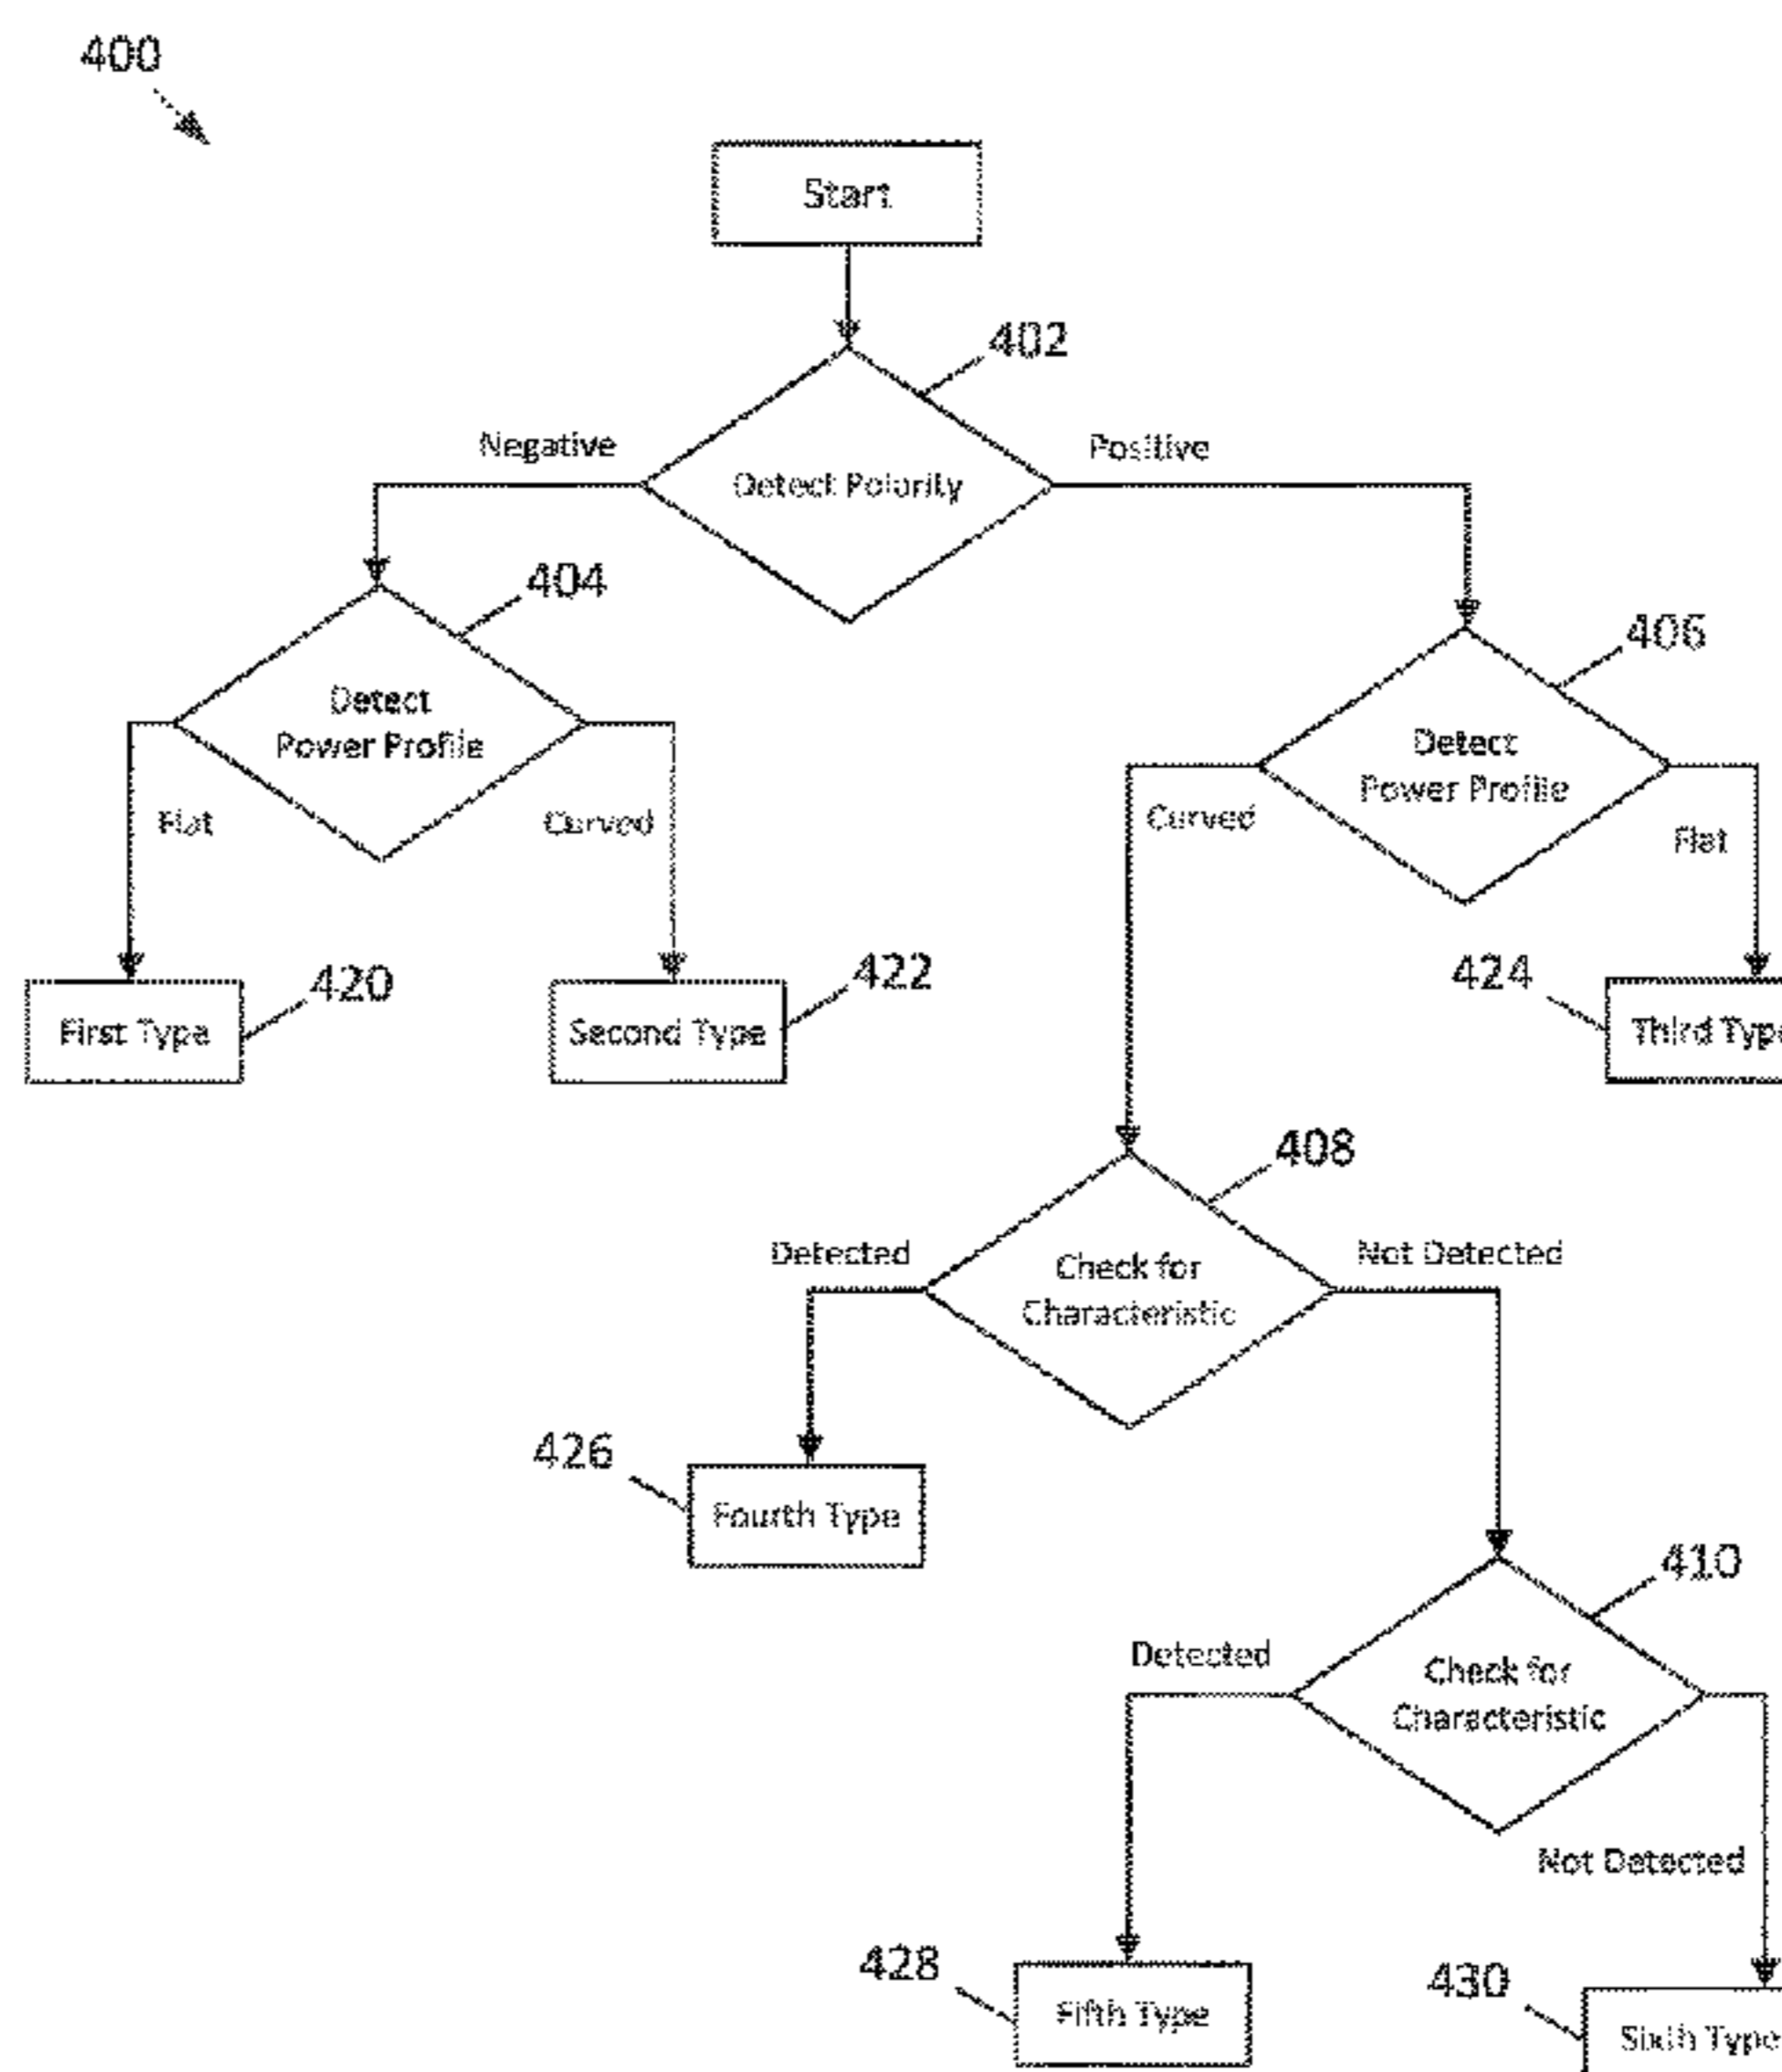 400
Start
402
Negative
Positive
Detect Polarity
404
406
Detect
Power Profile
Detect
Power Profile
Flat
Curved
Curved
Flat
420
422
424
First Type
Second Type
Third Type
408
Detected
Not Detected
Check for
Characteristic
426
Fourth Type
410
Detected
Check for
Characteristic
Not Detected
428
430
Fifth Type
Sixth Type